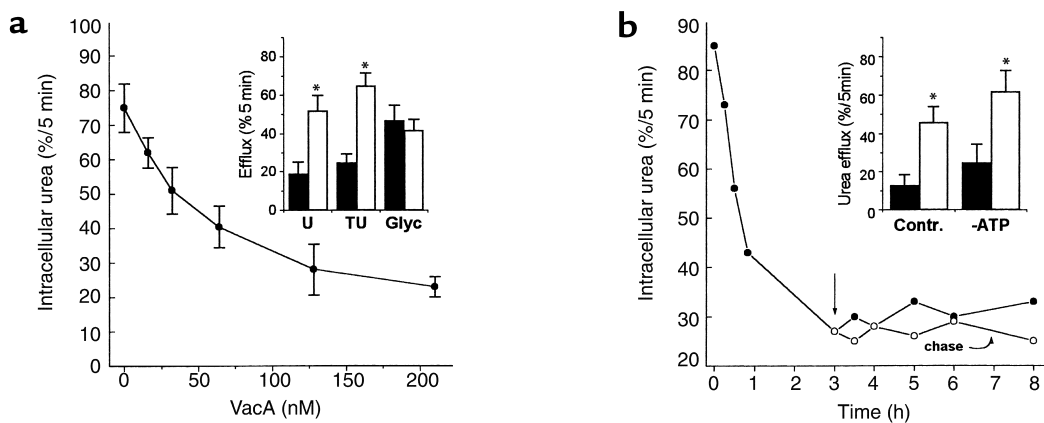 a
Intracellular urea (%/5 min)
100
90
80
70
60
50
40
30
20
10
0
0 50 100 150 200
VacA (nM)
Efflux (% 5 min)
80
60
40
20
0
* *
U TU Glyc
b
Intracellular urea (%/5 min)
90
80
70
60
50
40
30
20
0 1 2 3 4 5 6 7 8
Time (h)
chase
Urea efflux (%/5min)
80
60
40
20
0
* *
Contr. -ATP